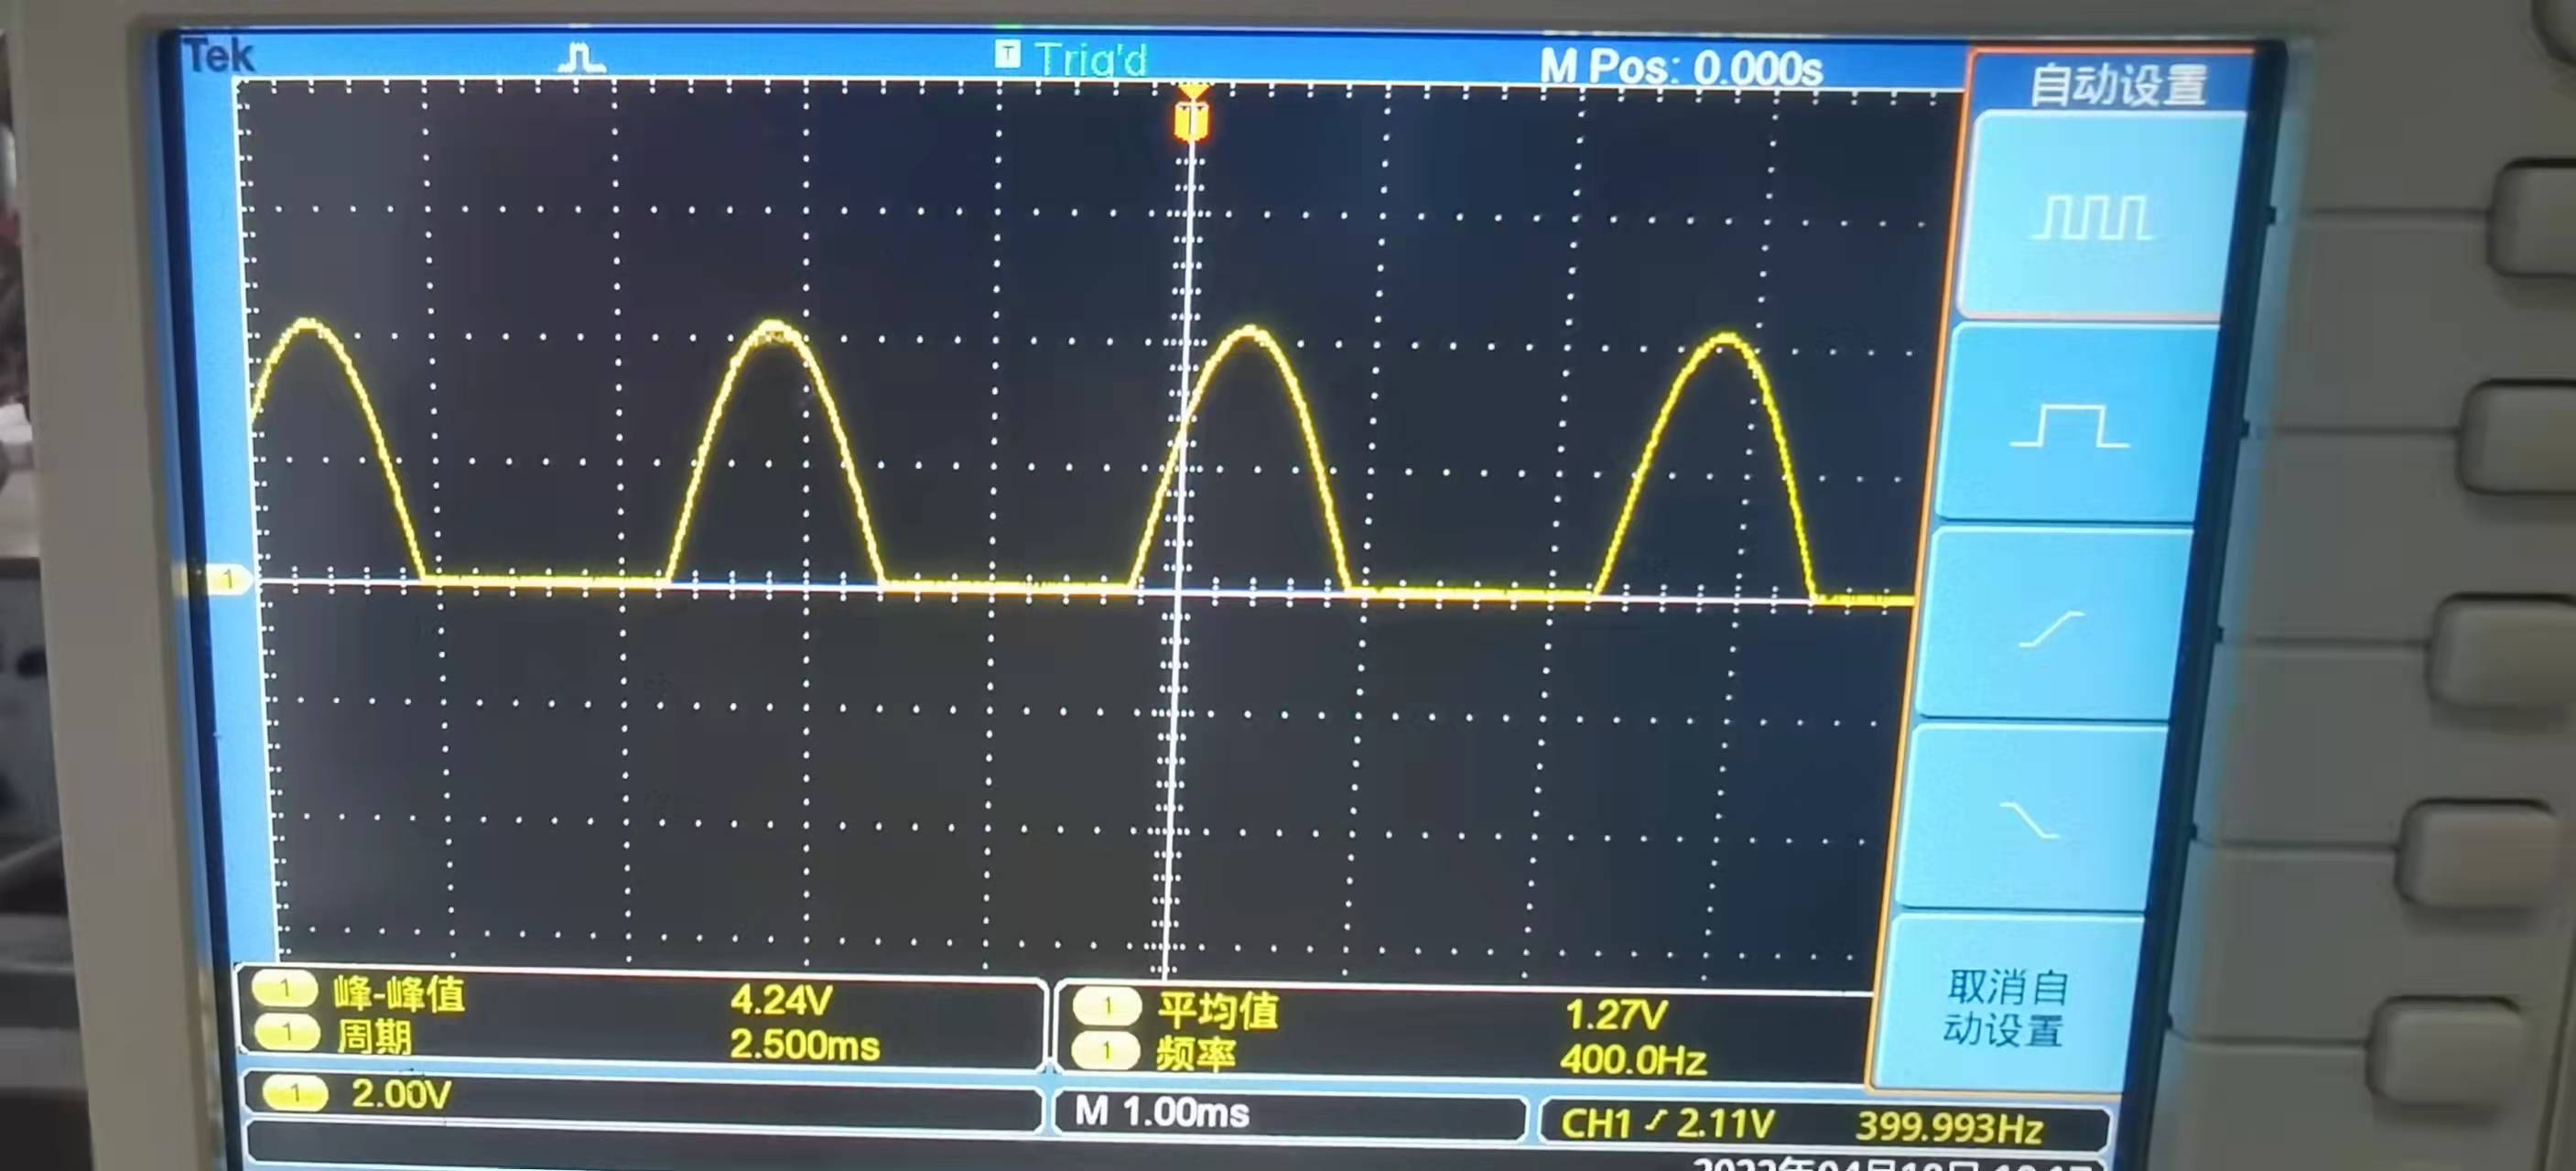 Tek
T Trig'd
M Pos: 0.000s
自动设置
T
1
1 峰-峰值 4.24V
1 周期 2.500ms
1 平均值 1.27V
1 频率 400.0Hz
取消自
动设置
1 2.00V
M 1.00ms
CH1 2.11V 399.993Hz